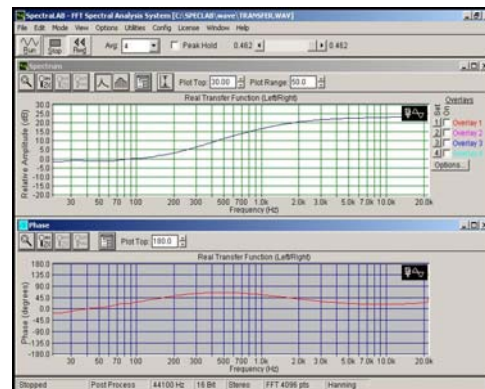 SpectraLAB - FFT Spectral Analysis System [C:\SPECLAB\wave\TRANSFER.WAV]
File Edit Mode View Options Utilities Config License Window Help
Run Stop Avg: 4 Peak Hold 0.462 0.462
Spectrum
Plot Top: 30.00 Plot Range: 50.0
Real Transfer Function (Left/Right)
Overlays
Set On
1 Overlay 1
2 Overlay 2
3 Overlay 3
4
Options...
Relative Amplitude (dB)
30.0
25.0
20.0
15.0
10.0
5.0
0.0
-5.0
-10.0
-15.0
-20.0
30 50 70 100 200 300 500 700 1.0k 2.0k 3.0k 5.0k 7.0k 10.0k 20.0k
Frequency (Hz)
Phase
Plot Top: 180.0
Real Transfer Function (Left/Right)
Phase (degrees)
180.0
135.0
90.0
45.0
0.0
-45.0
-90.0
-135.0
-180.0
30 50 70 100 200 300 500 700 1.0k 2.0k 3.0k 5.0k 7.0k 10.0k 20.0k
Frequency (Hz)
Stopped Post Process 44100 Hz 16 Bit Stereo FFT 4096 pts Hanning